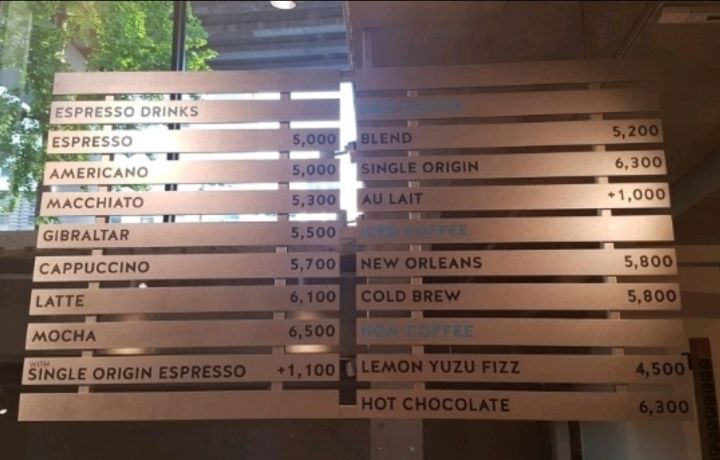 ESPRESSO DRINKS
ESPRESSO 5,000
AMERICANO 5,000
MACCHIATO 5,300
GIBRALTAR 5,500
CAPPUCCINO 5,700
LATTE 6,100
MOCHA 6,500
WITH
SINGLE ORIGIN ESPRESSO +1,100
BLEND 5,200
SINGLE ORIGIN 6,300
AU LAIT +1,000
ICED COFFEE
NEW ORLEANS 5,800
COLD BREW 5,800
NON-COFFEE
LEMON YUZU FIZZ 4,500
HOT CHOCOLATE 6,300